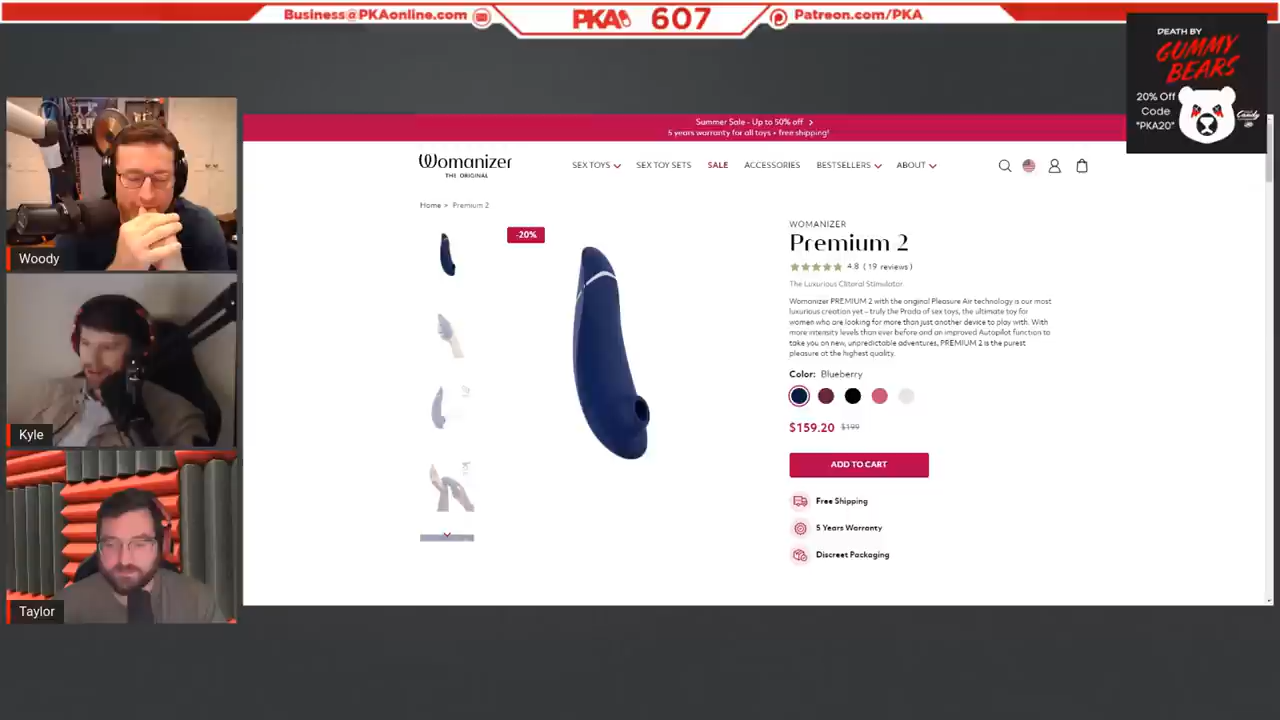 Business@PKAonline.com
PKA 607
Patreon.com/PKA
DEATH BY
GUMMY
BEARS
20% Off
Code
"PKA20"
Candy
Woody
Kyle
Taylor
Summer Sale - Up to 50% off >
5 years warranty for all toys + free shipping!
Womanizer
THE ORIGINAL
SEX TOYS
SEX TOY SETS
SALE
ACCESSORIES
BESTSELLERS
ABOUT
Home > Premium 2
-20%
WOMANIZER
Premium 2
4.8 ( 19 reviews )
The Luxurious Clitoral Stimulator
Womanizer PREMIUM 2 with the original Pleasure Air technology is our most
luxurious creation yet – truly the Prada of sex toys, the ultimate toy for
women who are looking for more than just another device to play with. With
more intensity levels than ever before and an improved Autopilot function to
take you on new, unpredictable adventures, PREMIUM 2 is the purest
pleasure at the highest quality.
Color: Blueberry
$159.20 $199
ADD TO CART
Free Shipping
5 Years Warranty
Discreet Packaging